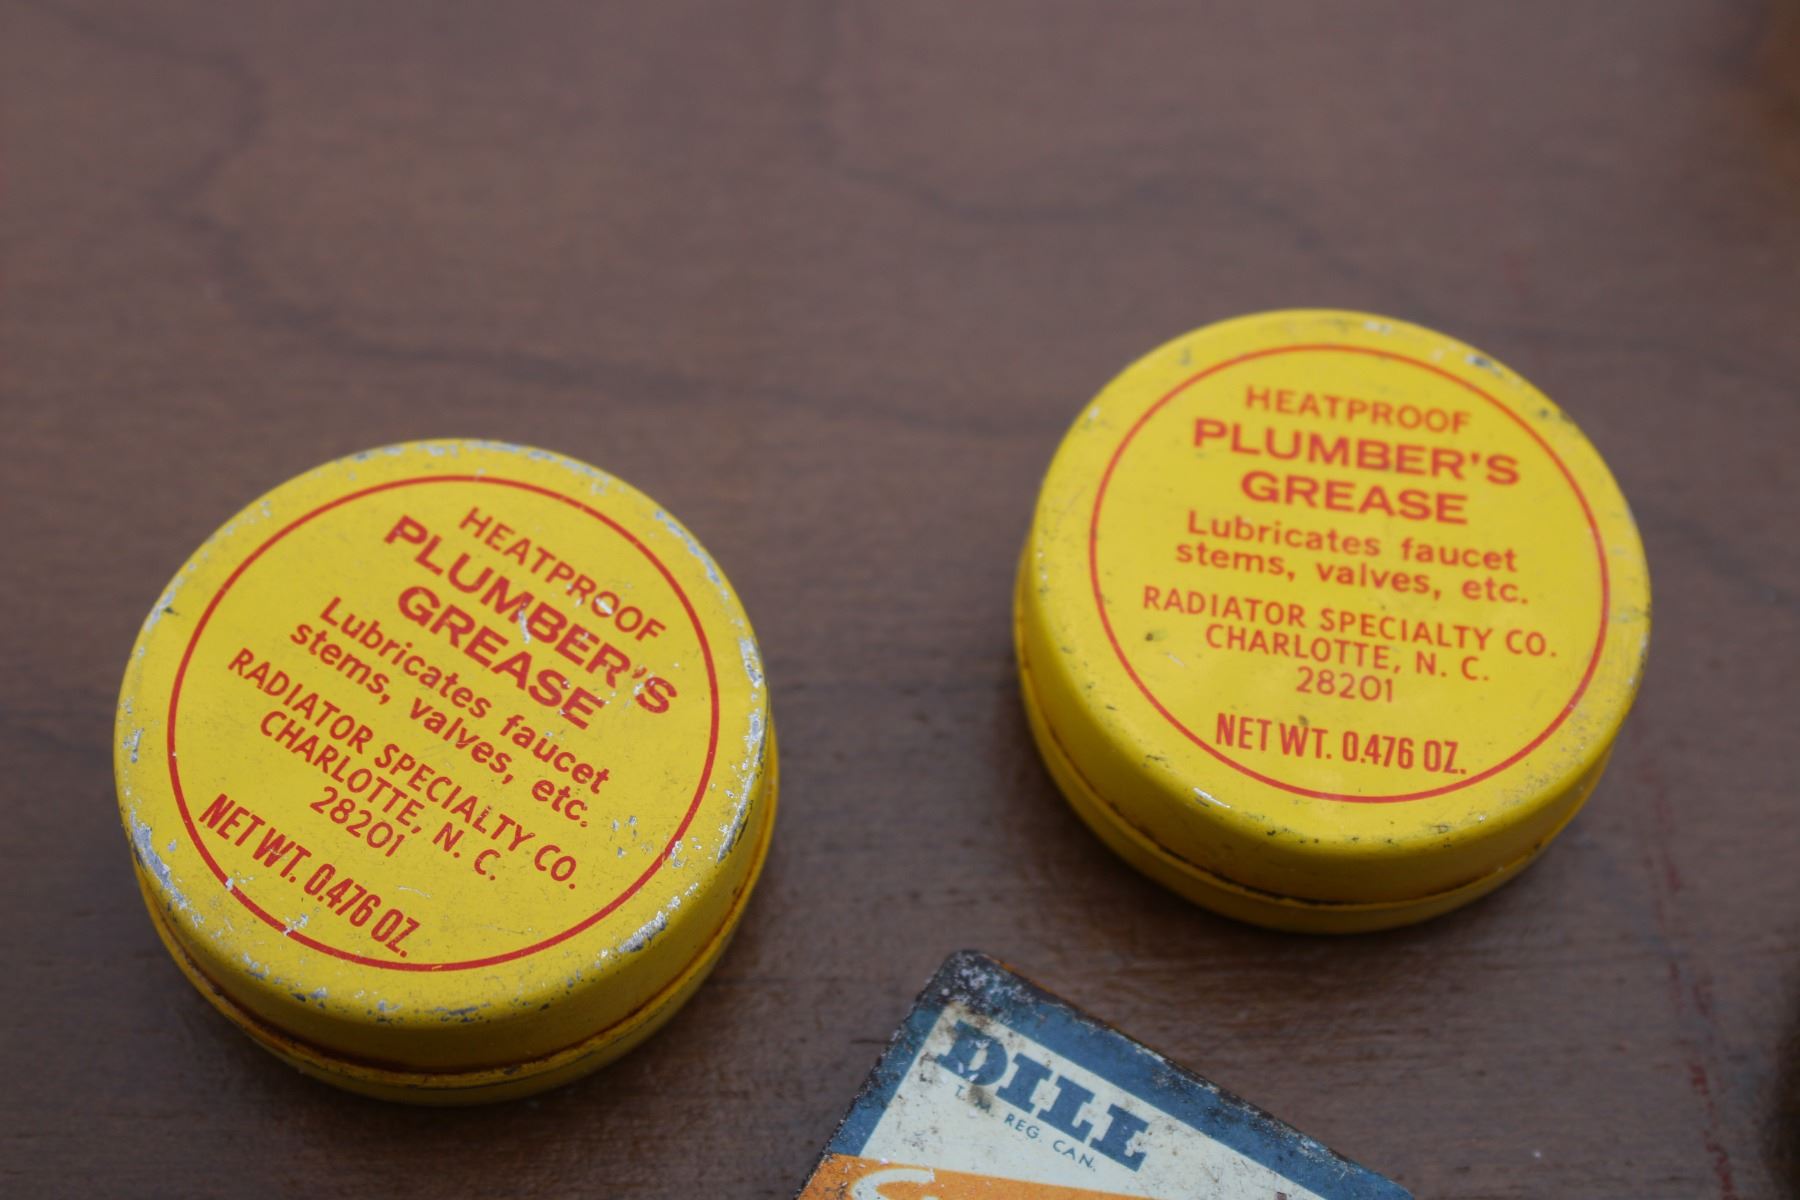 HEATPROOF
PLUMBER'S
GREASE
Lubricates faucet
stems, valves, etc.
RADIATOR SPECIALTY CO.
CHARLOTTE, N. C.
28201
NET WT. 0.476 OZ.
HEATPROOF
PLUMBER'S
GREASE
Lubricates faucet
stems, valves, etc.
RADIATOR SPECIALTY CO.
CHARLOTTE, N. C.
28201
NET WT. 0.476 OZ.
DILL
T.M. REG. CAN.